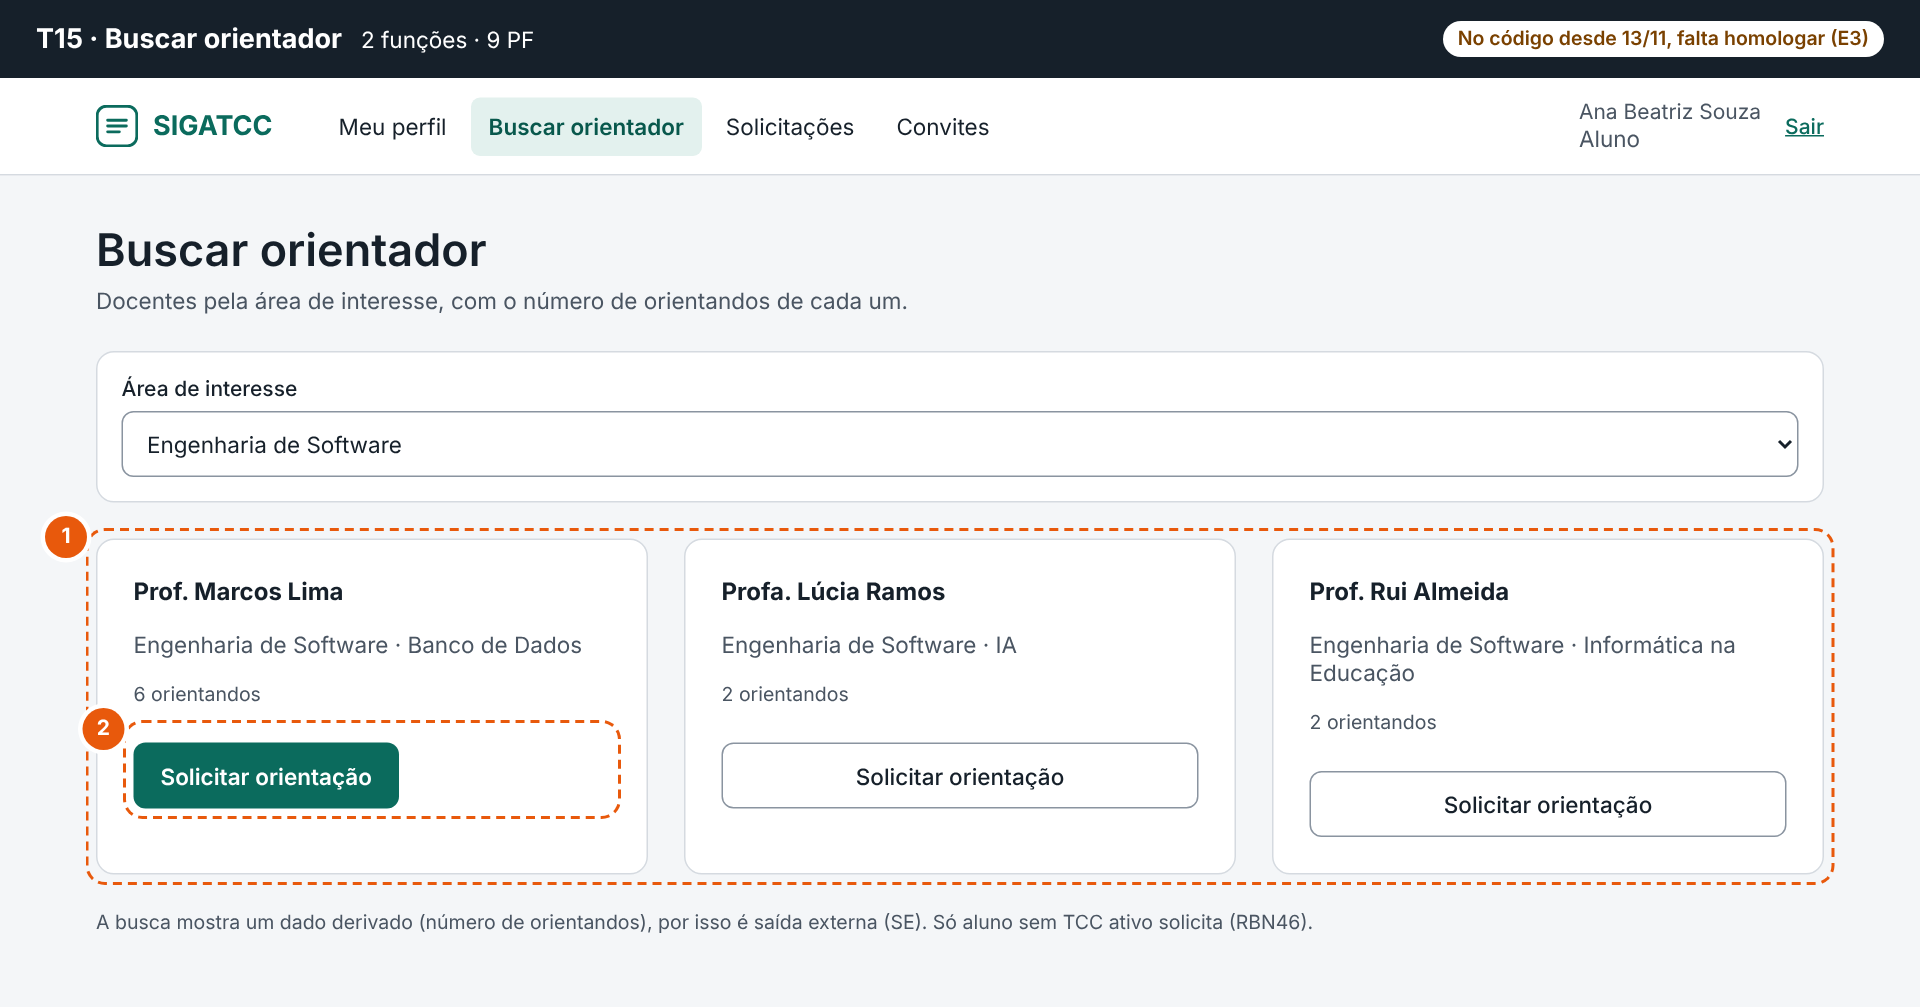 T15 · Buscar orientador 2 funções · 9 PF
No código desde 13/11, falta homologar (E3)
SIGATCC
Meu perfil
Buscar orientador
Solicitações
Convites
Ana Beatriz Souza
Aluno
Sair
Buscar orientador
Docentes pela área de interesse, com o número de orientandos de cada um.
Área de interesse
Engenharia de Software
1
Prof. Marcos Lima
Engenharia de Software · Banco de Dados
6 orientandos
2
Solicitar orientação
Profa. Lúcia Ramos
Engenharia de Software · IA
2 orientandos
Solicitar orientação
Prof. Rui Almeida
Engenharia de Software · Informática na
Educação
2 orientandos
Solicitar orientação
A busca mostra um dado derivado (número de orientandos), por isso é saída externa (SE). Só aluno sem TCC ativo solicita (RBN46).